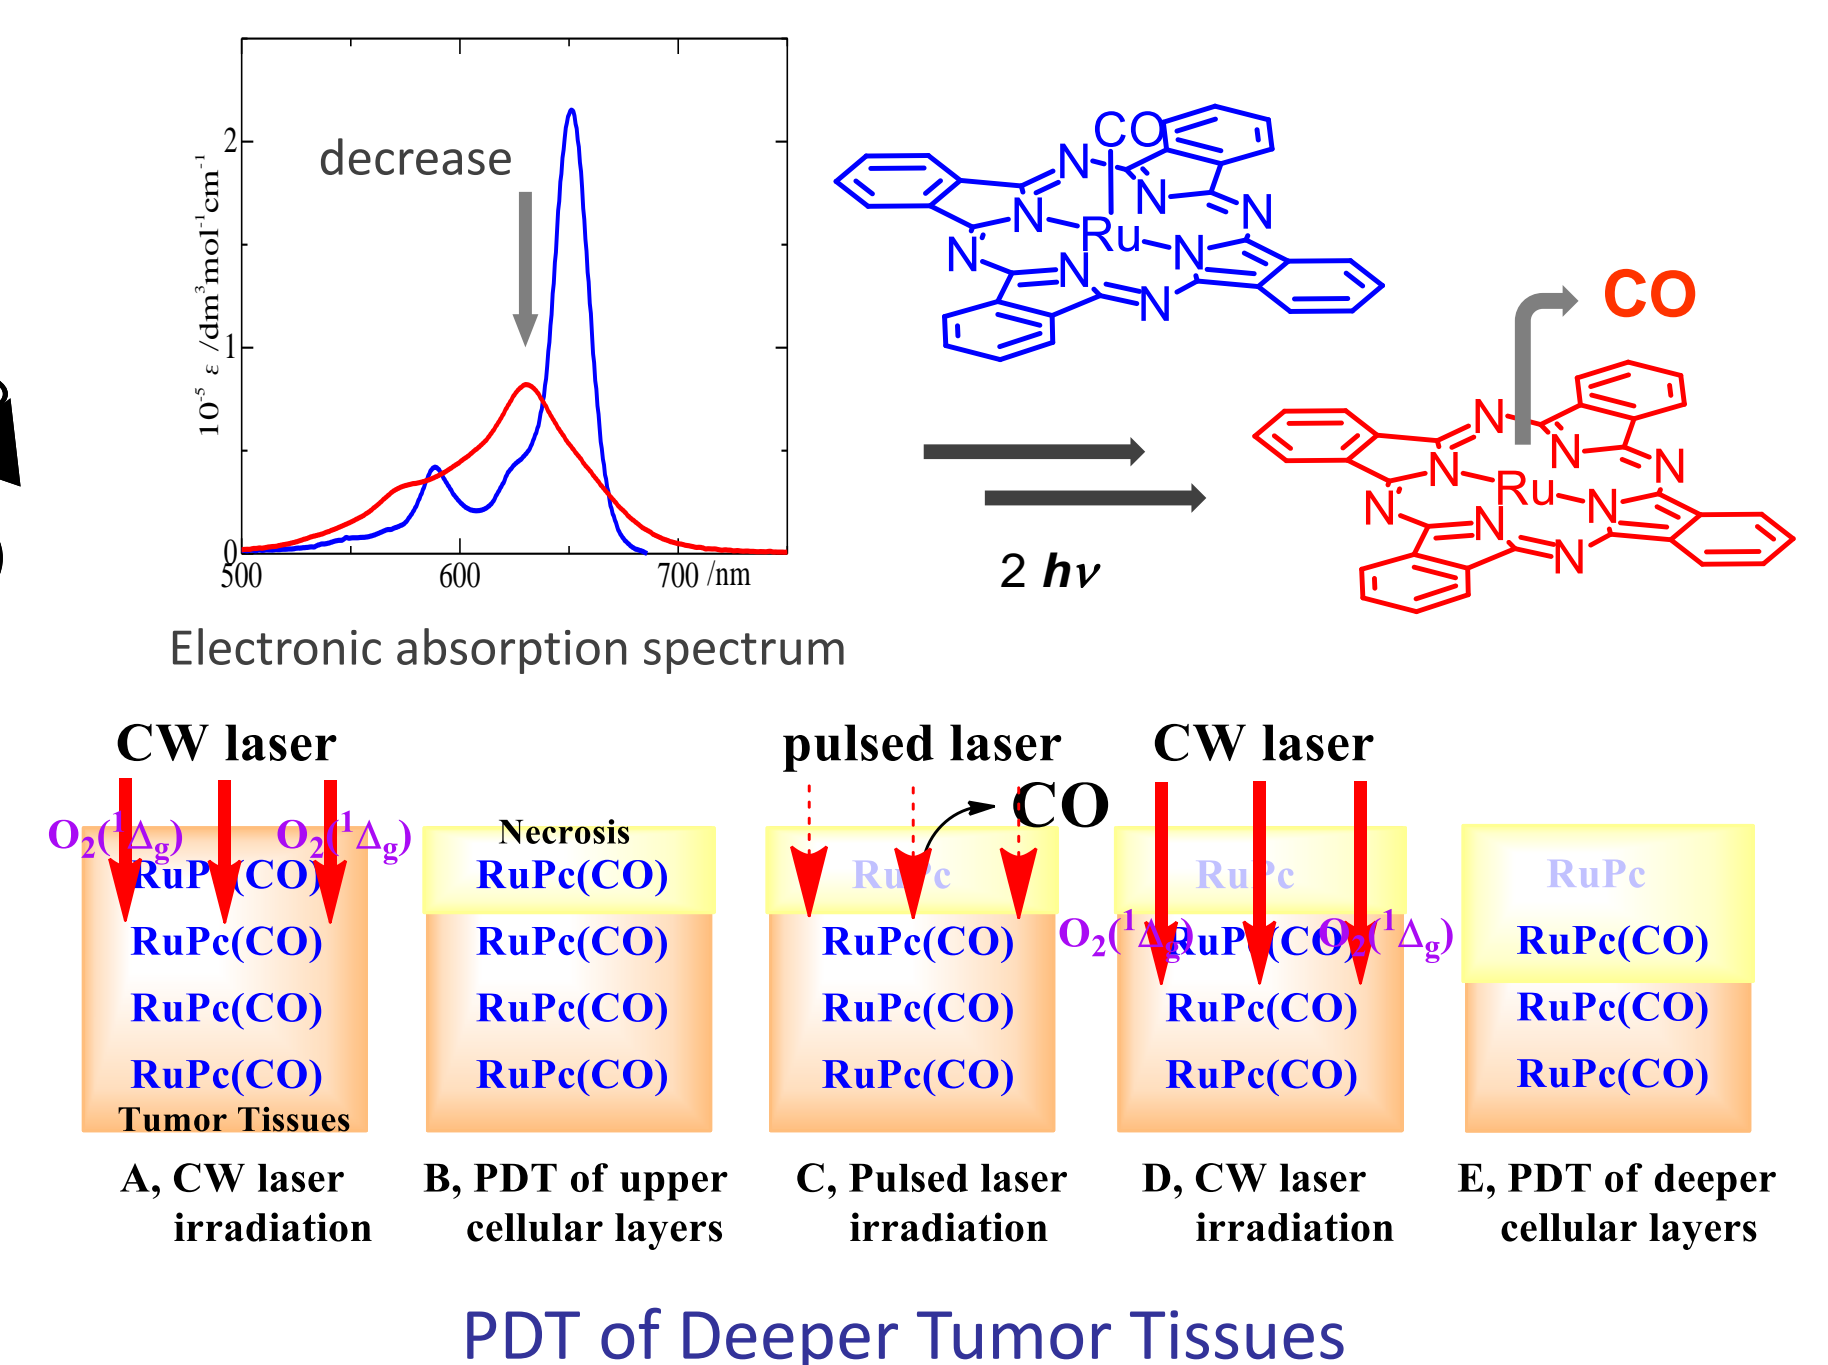 decrease
10⁻⁵ ε /dm³mol⁻¹cm⁻¹
2
1
0
500
600
700
/nm
Electronic absorption spectrum
CO
N
N
N
N
Ru
N
N
N
N
CO
N
N
N
N
Ru
N
N
N
N
2 hν
CW laser
pulsed laser
CW laser
CO
O₂(¹Δg)
O₂(¹Δg)
RuPc(CO)
RuPc(CO)
RuPc(CO)
RuPc(CO)
Tumor Tissues
Necrosis
RuPc(CO)
RuPc(CO)
RuPc(CO)
RuPc(CO)
RuPc
RuPc(CO)
RuPc(CO)
RuPc(CO)
RuPc
O₂(¹Δg)
O₂(¹Δg)
RuPc(CO)
RuPc(CO)
RuPc(CO)
RuPc
RuPc(CO)
RuPc(CO)
RuPc(CO)
A, CW laser
irradiation
B, PDT of upper
cellular layers
C, Pulsed laser
irradiation
D, CW laser
irradiation
E, PDT of deeper
cellular layers
PDT of Deeper Tumor Tissues